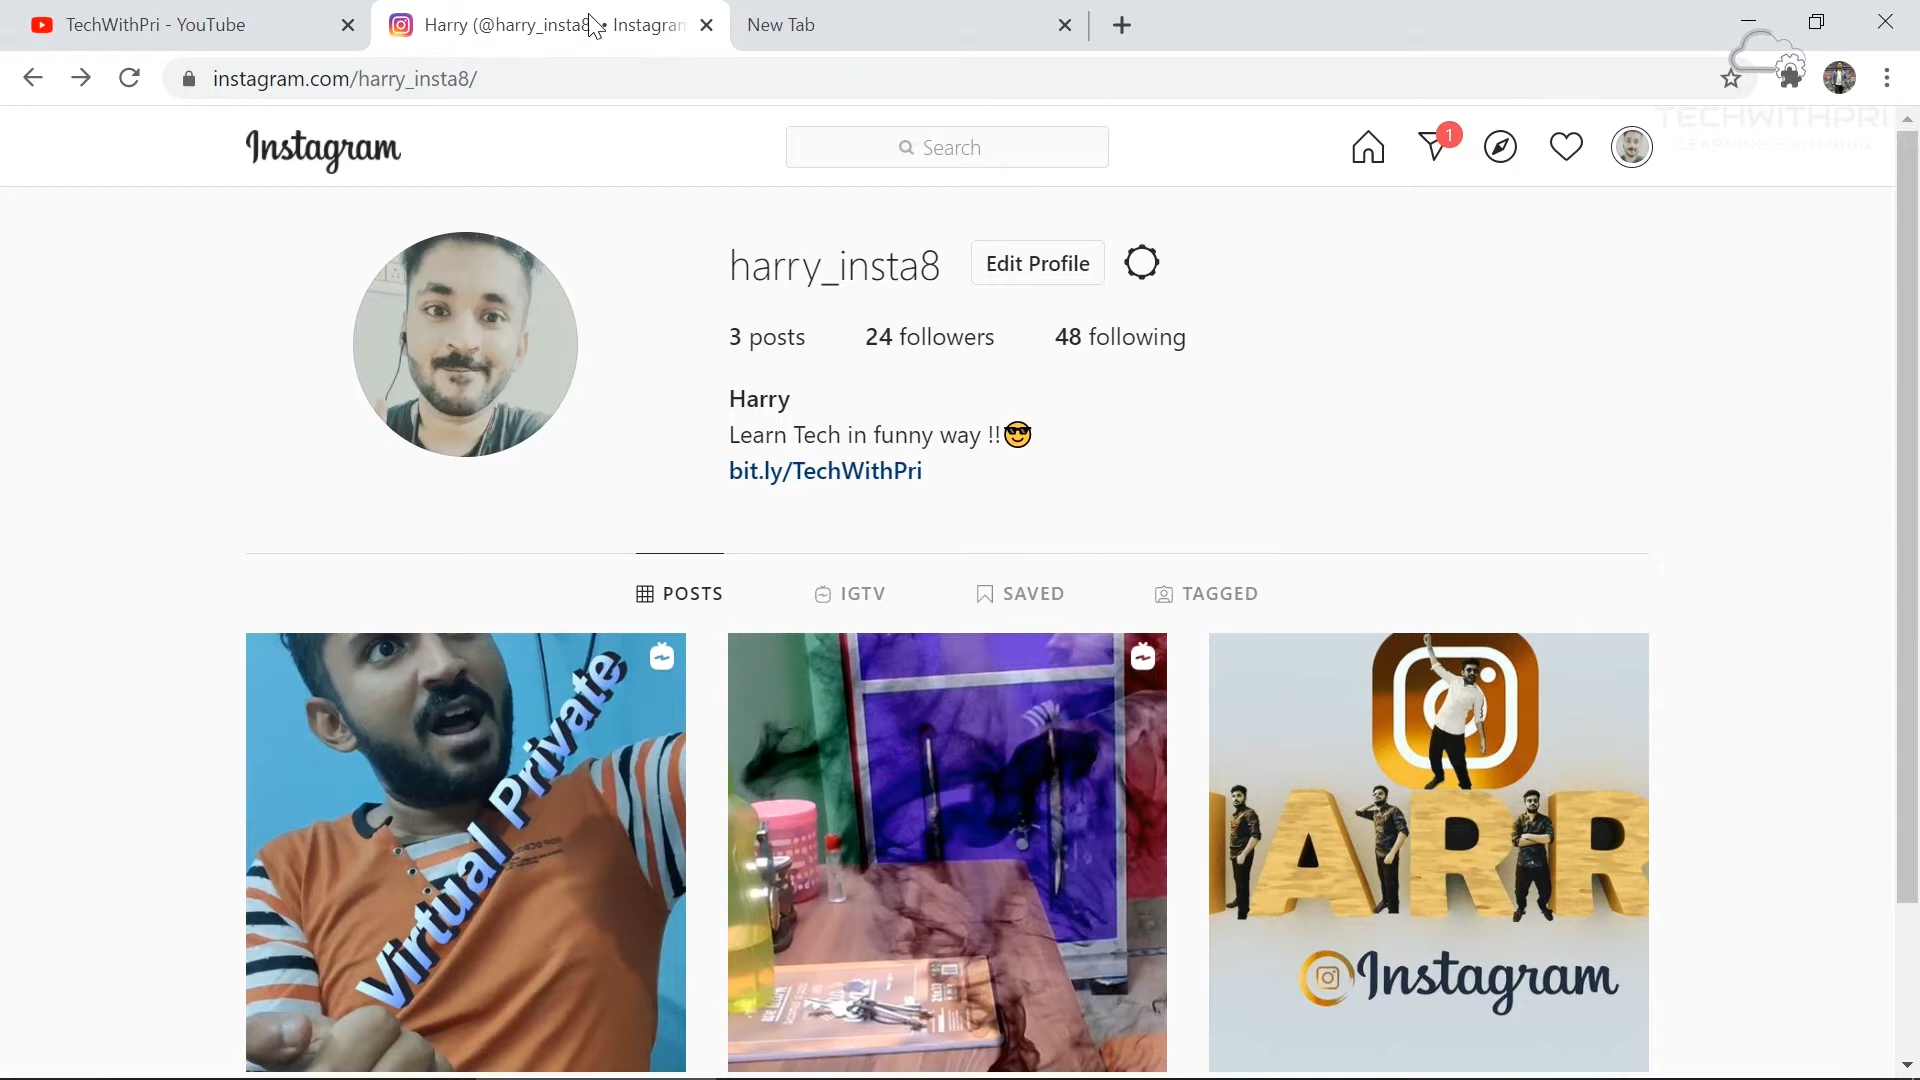 TechWithPri - YouTube
Harry (@harry_insta8 • Instagram
New Tab
instagram.com/harry_insta8/
TECHWITHPRI
Instagram
Search
1
harry_insta8
Edit Profile
3 posts
24 followers
48 following
Harry
Learn Tech in funny way !!😎
bit.ly/TechWithPri
POSTS
IGTV
SAVED
TAGGED
Virtual Private
ARR
Instagram